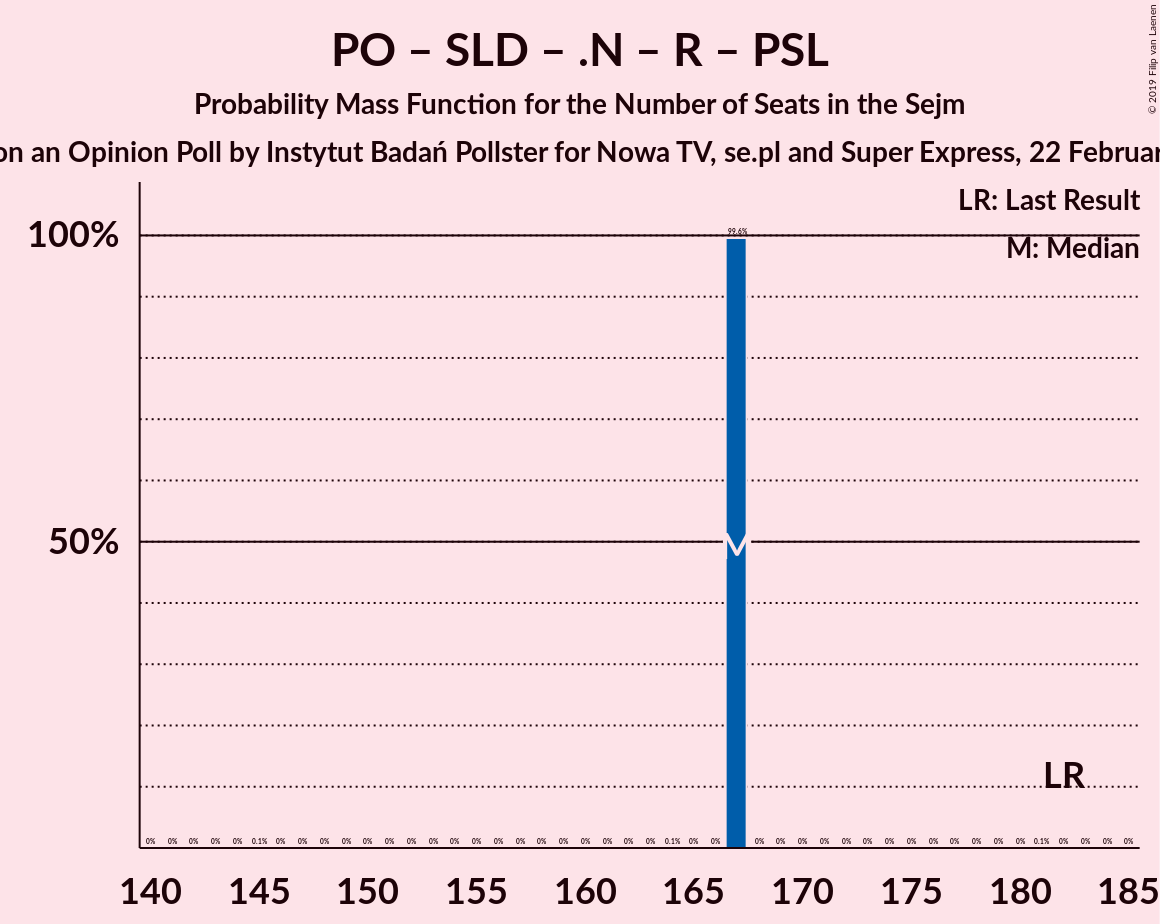 PO – SLD – .N – R – PSL
Probability Mass Function for the Number of Seats in the Sejm
on an Opinion Poll by Instytut Badań Pollster for Nowa TV, se.pl and Super Express, 22 Februar
© 2019 Filip van Laenen
LR: Last Result
M: Median
100%
50%
99.6%
M
LR
0% 0% 0% 0% 0% 0.1% 0% 0% 0% 0% 0% 0% 0% 0% 0% 0% 0% 0% 0% 0% 0% 0% 0% 0% 0.1% 0% 0% 0% 0% 0% 0% 0% 0% 0% 0% 0% 0% 0% 0% 0% 0.1% 0% 0% 0% 0%
140 145 150 155 160 165 170 175 180 185